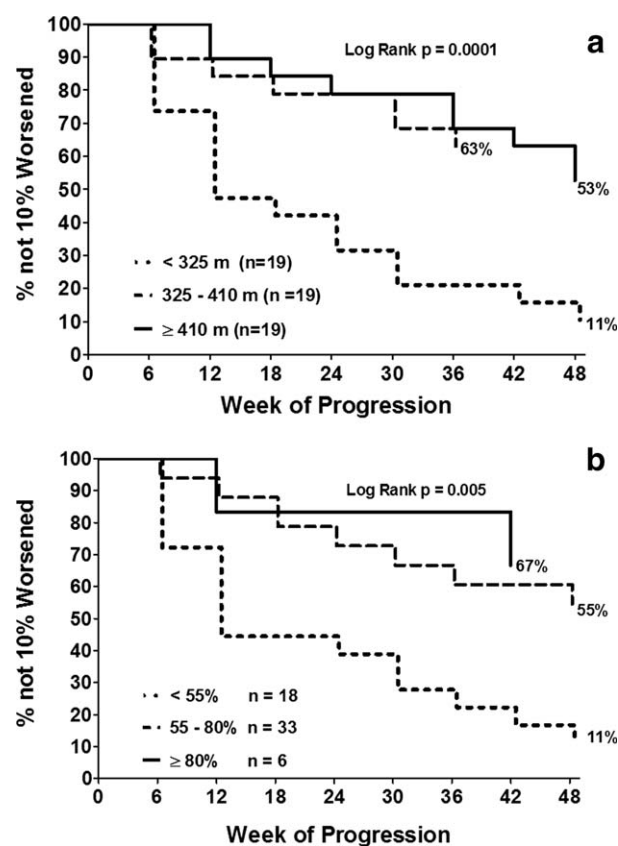 a
Log Rank p = 0.0001
% not 10% Worsened
100
90
80
70
60
50
40
30
20
10
63%
53%
11%
< 325 m (n=19)
325 - 410 m (n =19)
≥ 410 m (n=19)
0 6 12 18 24 30 36 42 48
Week of Progression
b
Log Rank p = 0.005
% not 10% Worsened
100
90
80
70
60
50
40
30
20
10
0
67%
55%
11%
< 55% n = 18
55 - 80% n = 33
≥ 80% n = 6
0 6 12 18 24 30 36 42 48
Week of Progression